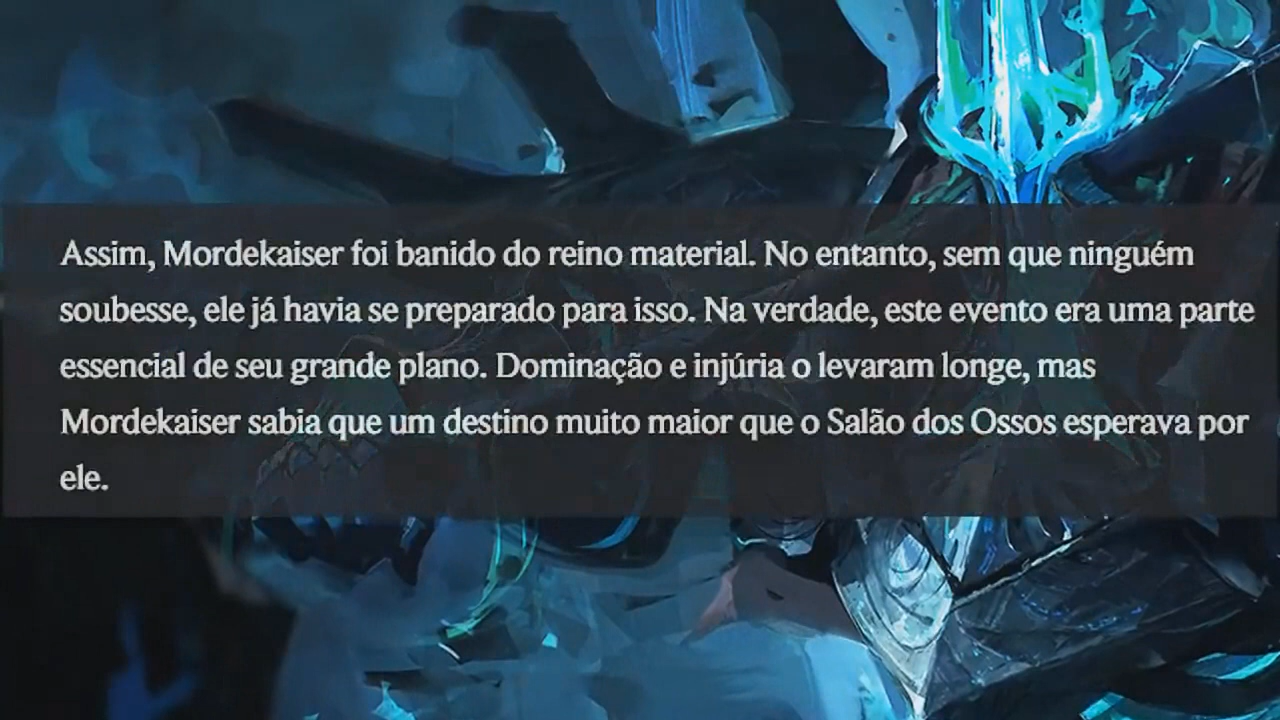 Assim, Mordekaiser foi banido do reino material. No entanto, sem que ninguém
soubesse, ele já havia se preparado para isso. Na verdade, este evento era uma parte
essencial de seu grande plano. Dominação e injúria o levaram longe, mas
Mordekaiser sabia que um destino muito maior que o Salão dos Ossos esperava por
ele.